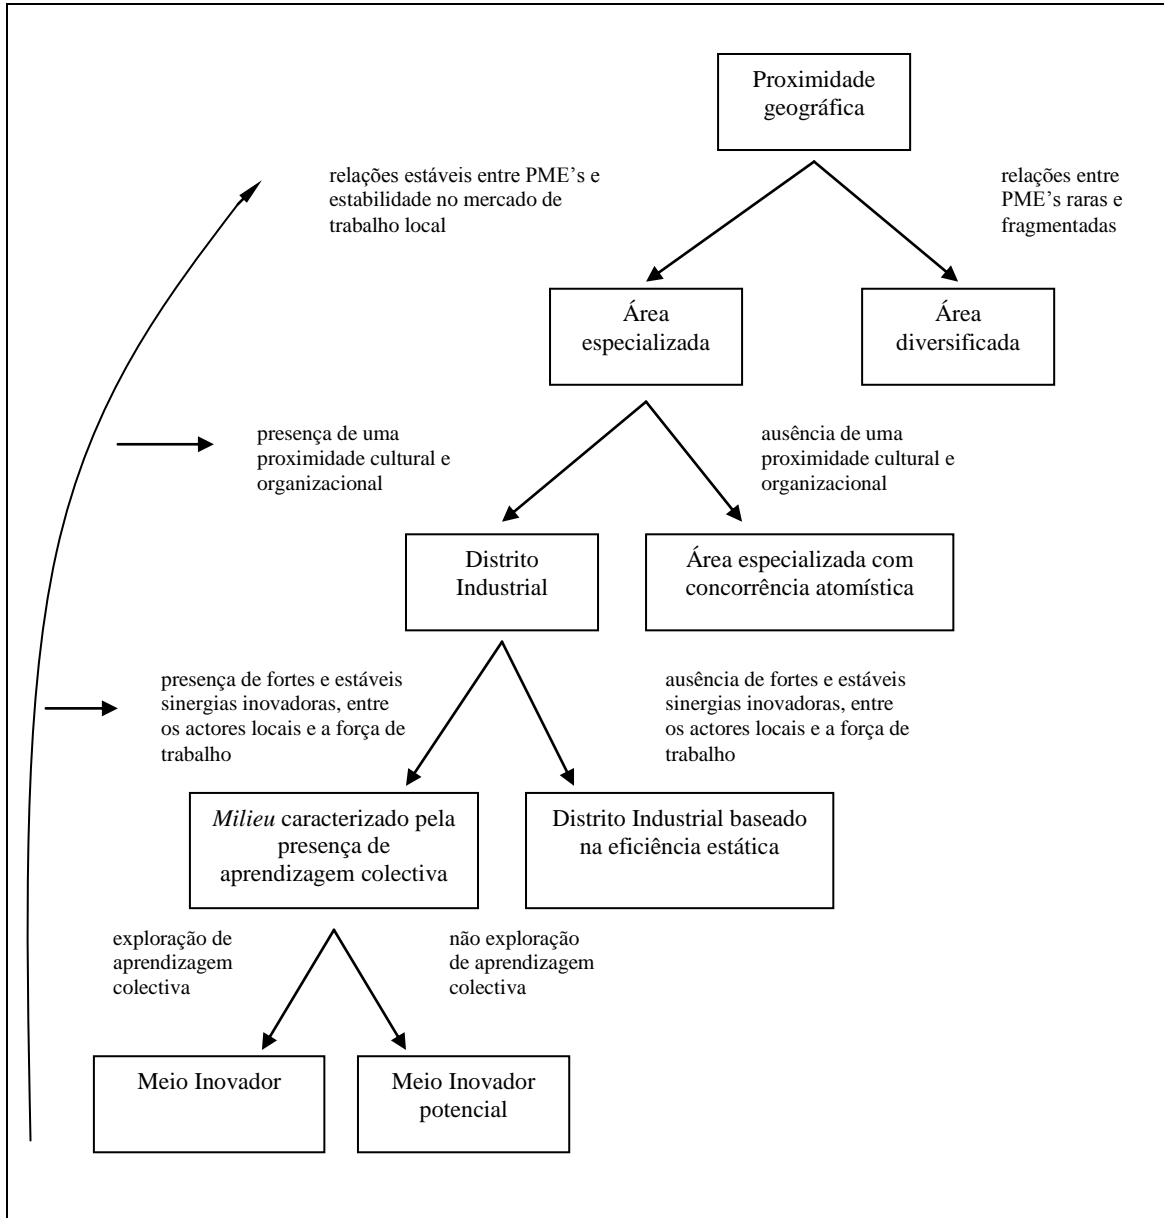 Proximidade
geográfica
relações estáveis entre PME’s e
estabilidade no mercado de
trabalho local
relações entre
PME’s raras e
fragmentadas
Área
especializada
Área
diversificada
presença de uma
proximidade cultural e
organizacional
ausência de uma
proximidade cultural e
organizacional
Distrito
Industrial
Área especializada com
concorrência atomística
presença de fortes e estáveis
sinergias inovadoras, entre
os actores locais e a força de
trabalho
ausência de fortes e estáveis
sinergias inovadoras, entre
os actores locais e a força de
trabalho
Milieu caracterizado pela
presença de
aprendizagem colectiva
Distrito Industrial baseado
na eficiência estática
exploração de
aprendizagem
colectiva
não exploração
de aprendizagem
colectiva
Meio Inovador
Meio Inovador
potencial